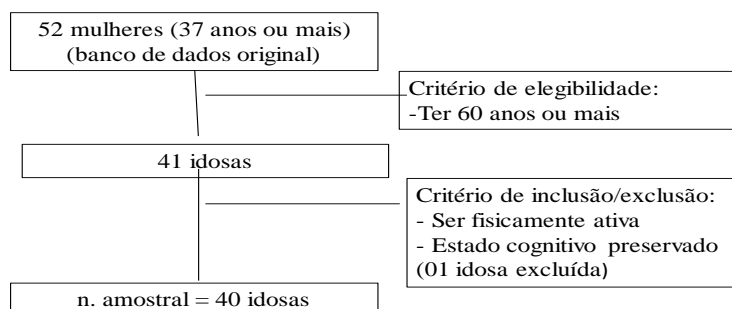 52 mulheres (37 anos ou mais)
(banco de dados original)
Critério de elegibilidade:
-Ter 60 anos ou mais
41 idosas
Critério de inclusão/exclusão:
- Ser fisicamente ativa
- Estado cognitivo preservado
(01 idosa excluída)
n. amostral = 40 idosas